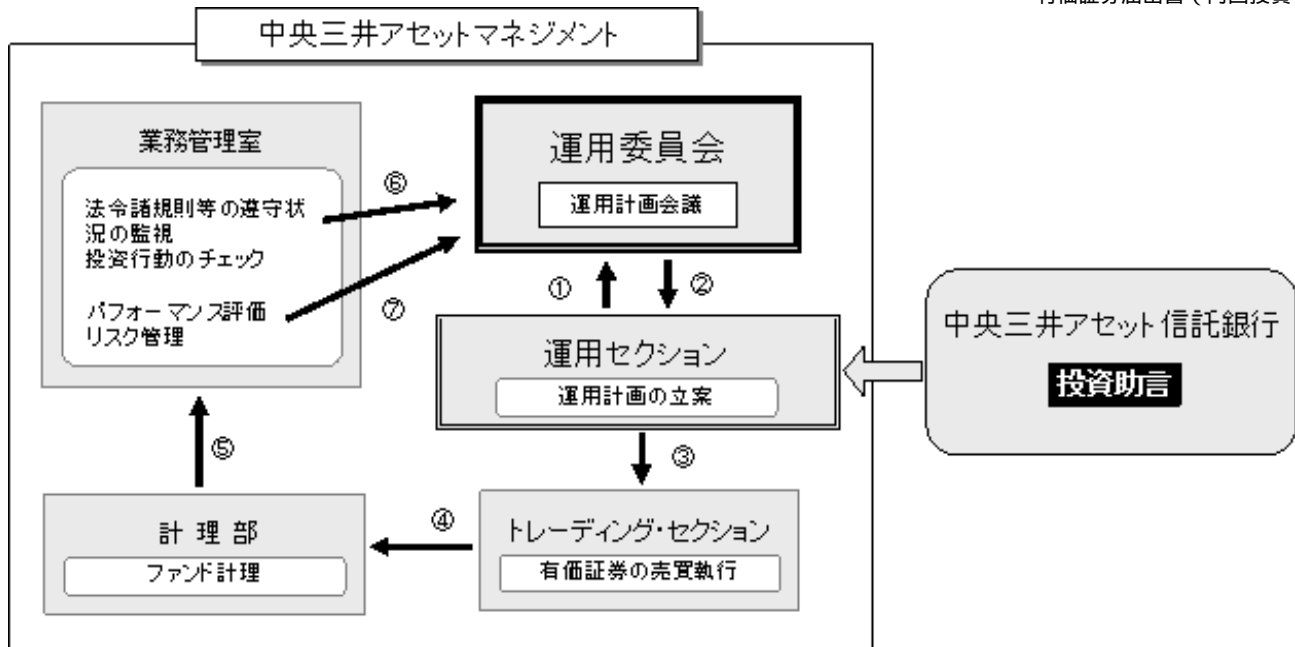 中央三井アセットマネジメント
業務管理室
法令諸規則等の遵守状
況の監視
投資行動のチェック
パフォーマンス評価
リスク管理
⑥
⑦
運用委員会
運用計画会議
①
②
運用セクション
運用計画の立案
中央三井アセット信託銀行
投資助言
③
⑤
計理部
ファンド計理
④
トレーディング・セクション
有価証券の売買執行